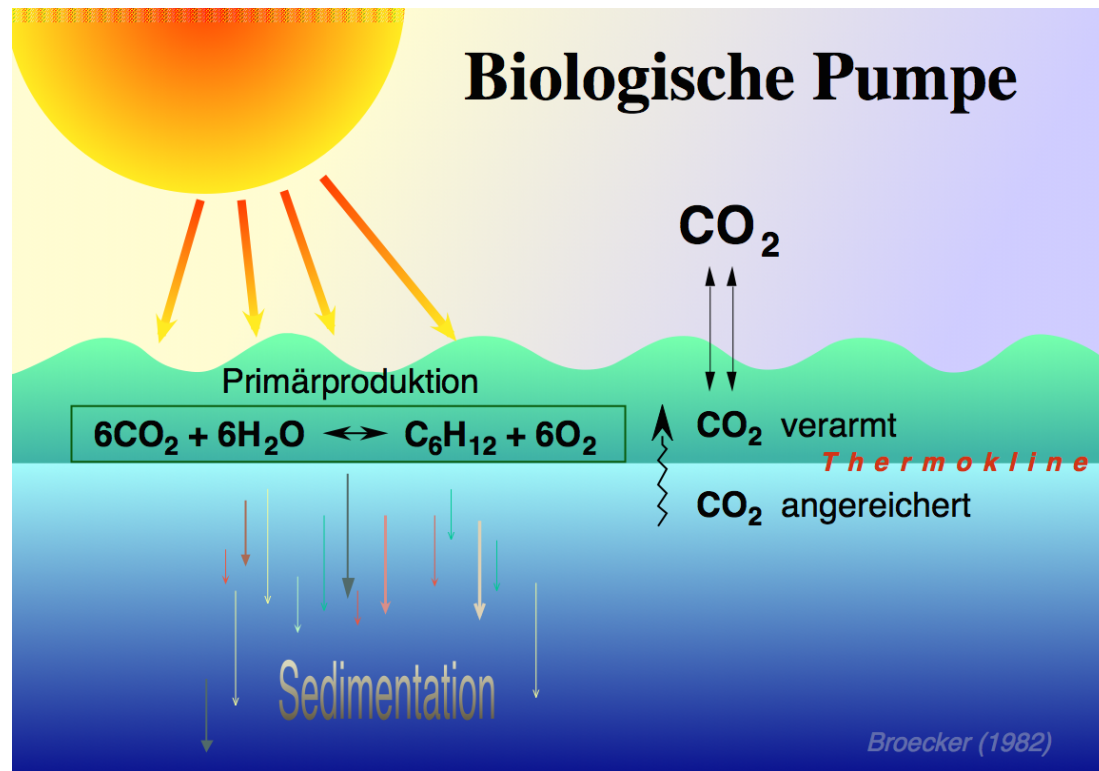 Biologische Pumpe
CO₂
Primärproduktion
6CO₂ + 6H₂O ↔ C₆H₁₂ + 6O₂
CO₂ verarmt
Thermokline
CO₂ angereichert
Sedimentation
Broecker (1982)